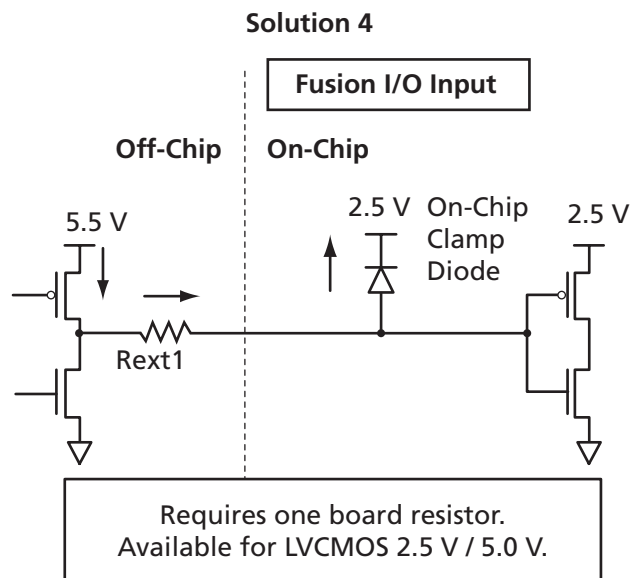 Solution 4
Fusion I/O Input
Off-Chip
On-Chip
5.5 V
2.5 V
On-Chip
Clamp
Diode
2.5 V
Rext1
Requires one board resistor.
Available for LVCMOS 2.5 V / 5.0 V.